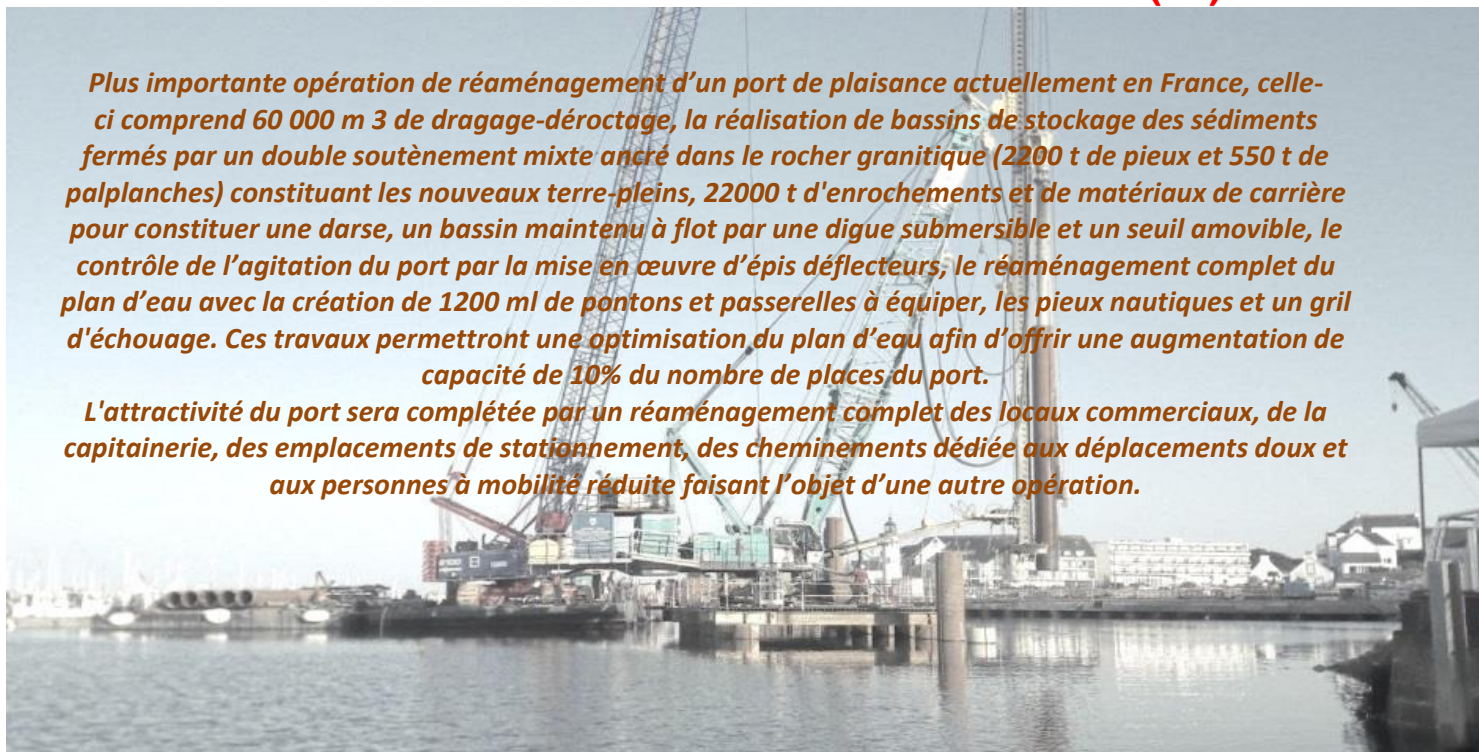 Plus importante opération de réaménagement d’un port de plaisance actuellement en France, celle-
ci comprend 60 000 m 3 de dragage-déroctage, la réalisation de bassins de stockage des sédiments
fermés par un double soutènement mixte ancré dans le rocher granitique (2200 t de pieux et 550 t de
palplanches) constituant les nouveaux terre-pleins, 22000 t d'enrochements et de matériaux de carrière
pour constituer une darse, un bassin maintenu à flot par une digue submersible et un seuil amovible, le
contrôle de l’agitation du port par la mise en œuvre d’épis déflecteurs, le réaménagement complet du
plan d’eau avec la création de 1200 ml de pontons et passerelles à équiper, les pieux nautiques et un gril
d'échouage. Ces travaux permettront une optimisation du plan d’eau afin d’offrir une augmentation de
capacité de 10% du nombre de places du port.
L'attractivité du port sera complétée par un réaménagement complet des locaux commerciaux, de la
capitainerie, des emplacements de stationnement, des cheminements dédiée aux déplacements doux et
aux personnes à mobilité réduite faisant l’objet d’une autre opération.